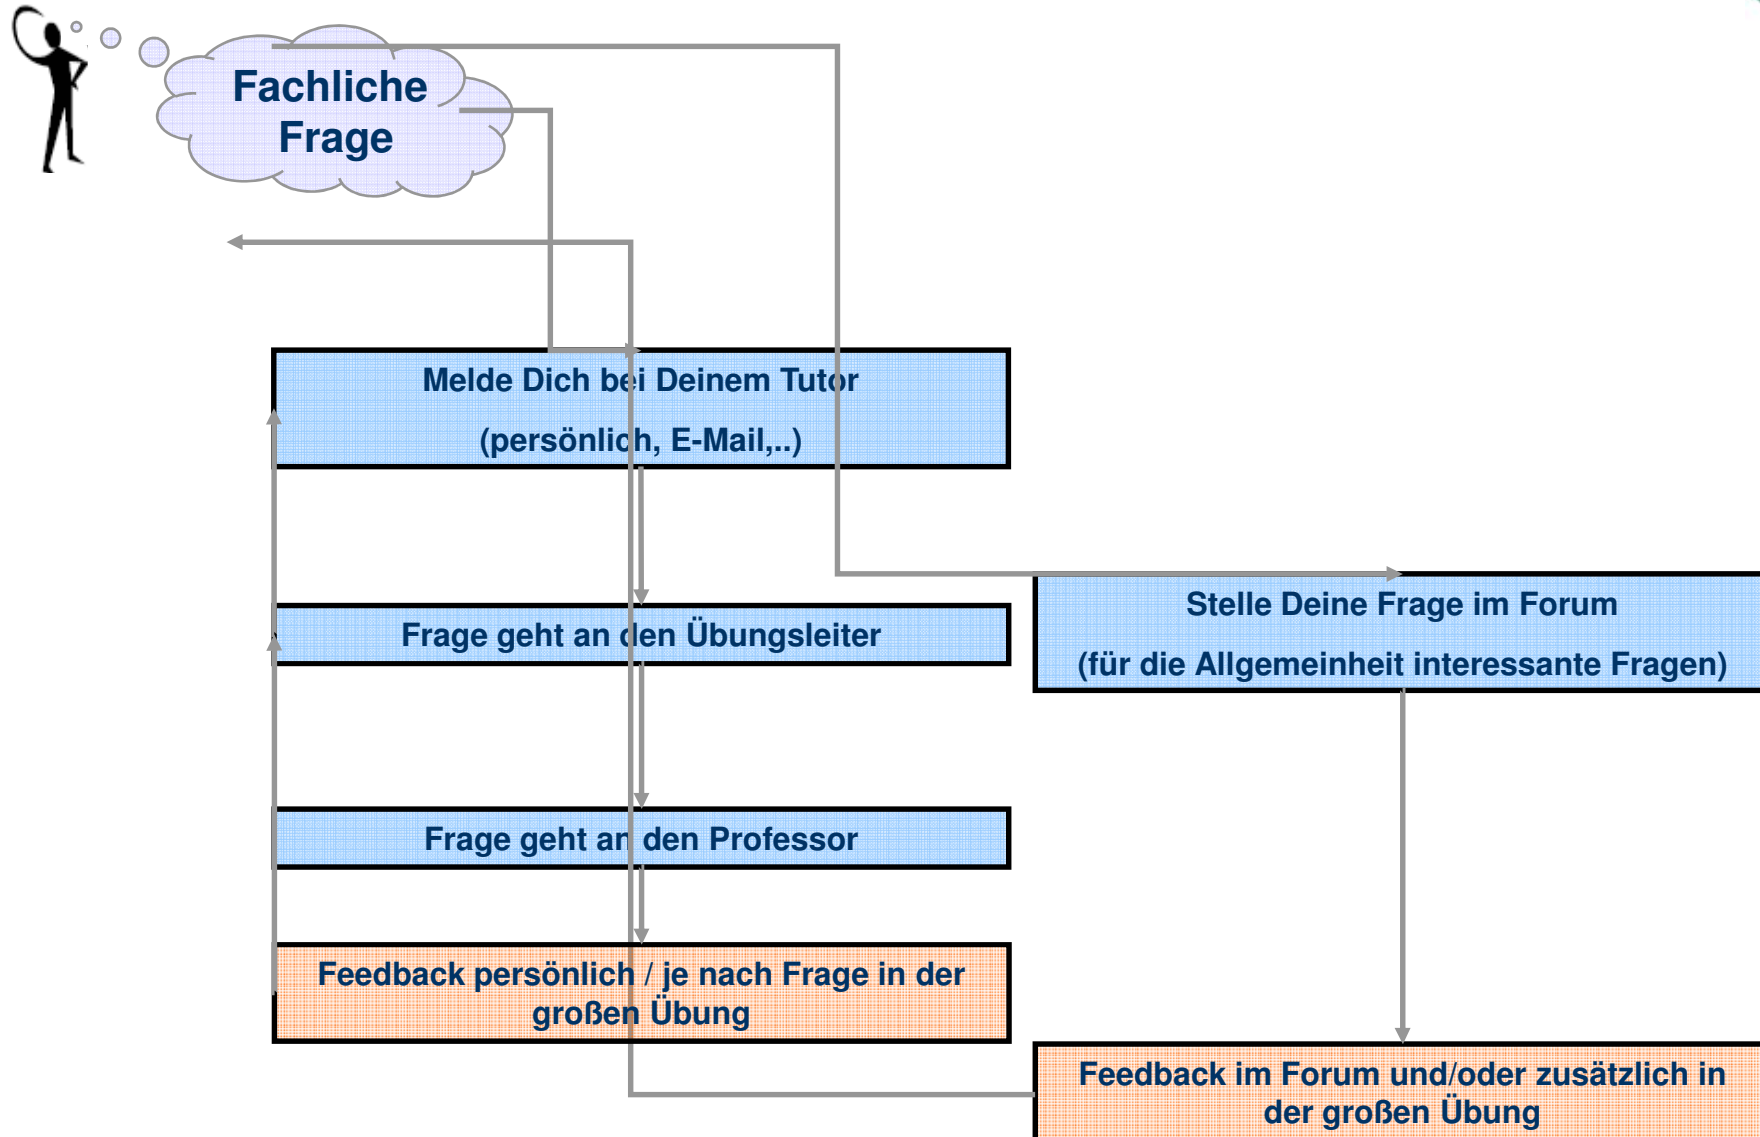 Fachliche
Frage
Melde Dich bei Deinem Tutor
(persönlich, E-Mail,..)
Frage geht an den Übungsleiter
Stelle Deine Frage im Forum
(für die Allgemeinheit interessante Fragen)
Frage geht an den Professor
Feedback persönlich / je nach Frage in der
großen Übung
Feedback im Forum und/oder zusätzlich in
der großen Übung